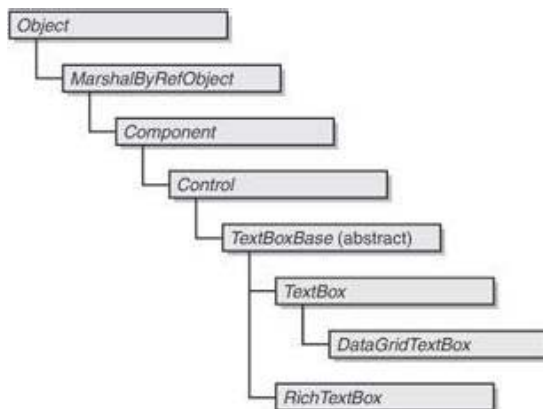 Object
MarshalByRefObject
Component
Control
TextBoxBase (abstract)
TextBox
DataGridTextBox
RichTextBox